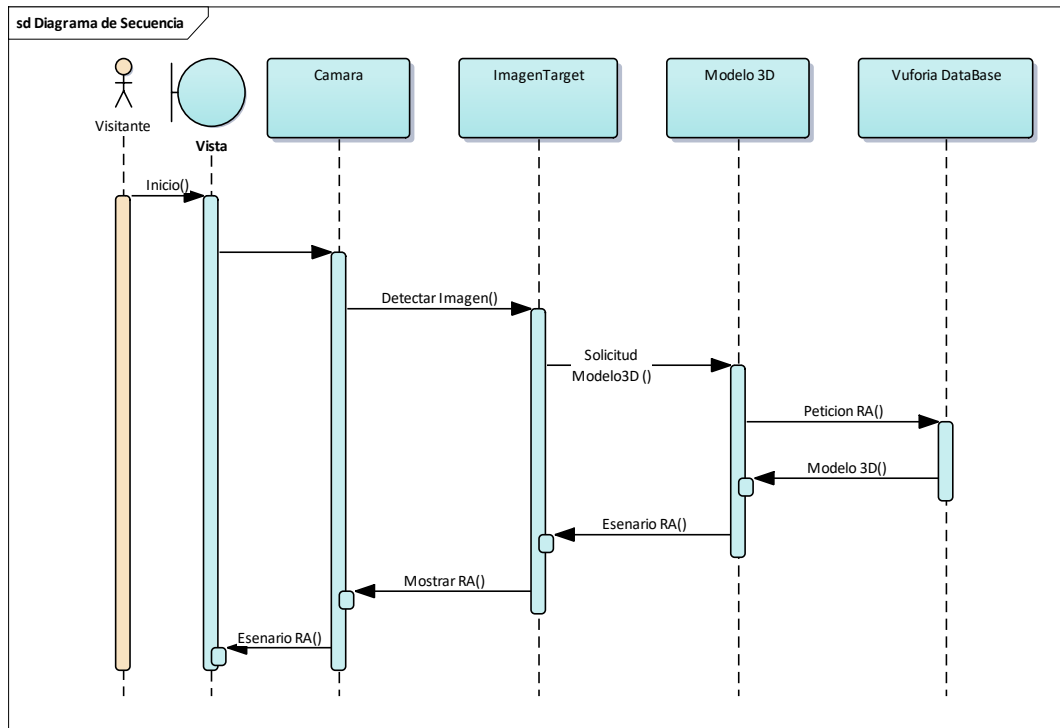 sd Diagrama de Secuencia
Visitante
Vista
Camara
ImagenTarget
Modelo 3D
Vuforia DataBase
Inicio()
Detectar Imagen()
Solicitud
Modelo3D ()
Peticion RA()
Modelo 3D()
Esenario RA()
Mostrar RA()
Esenario RA()